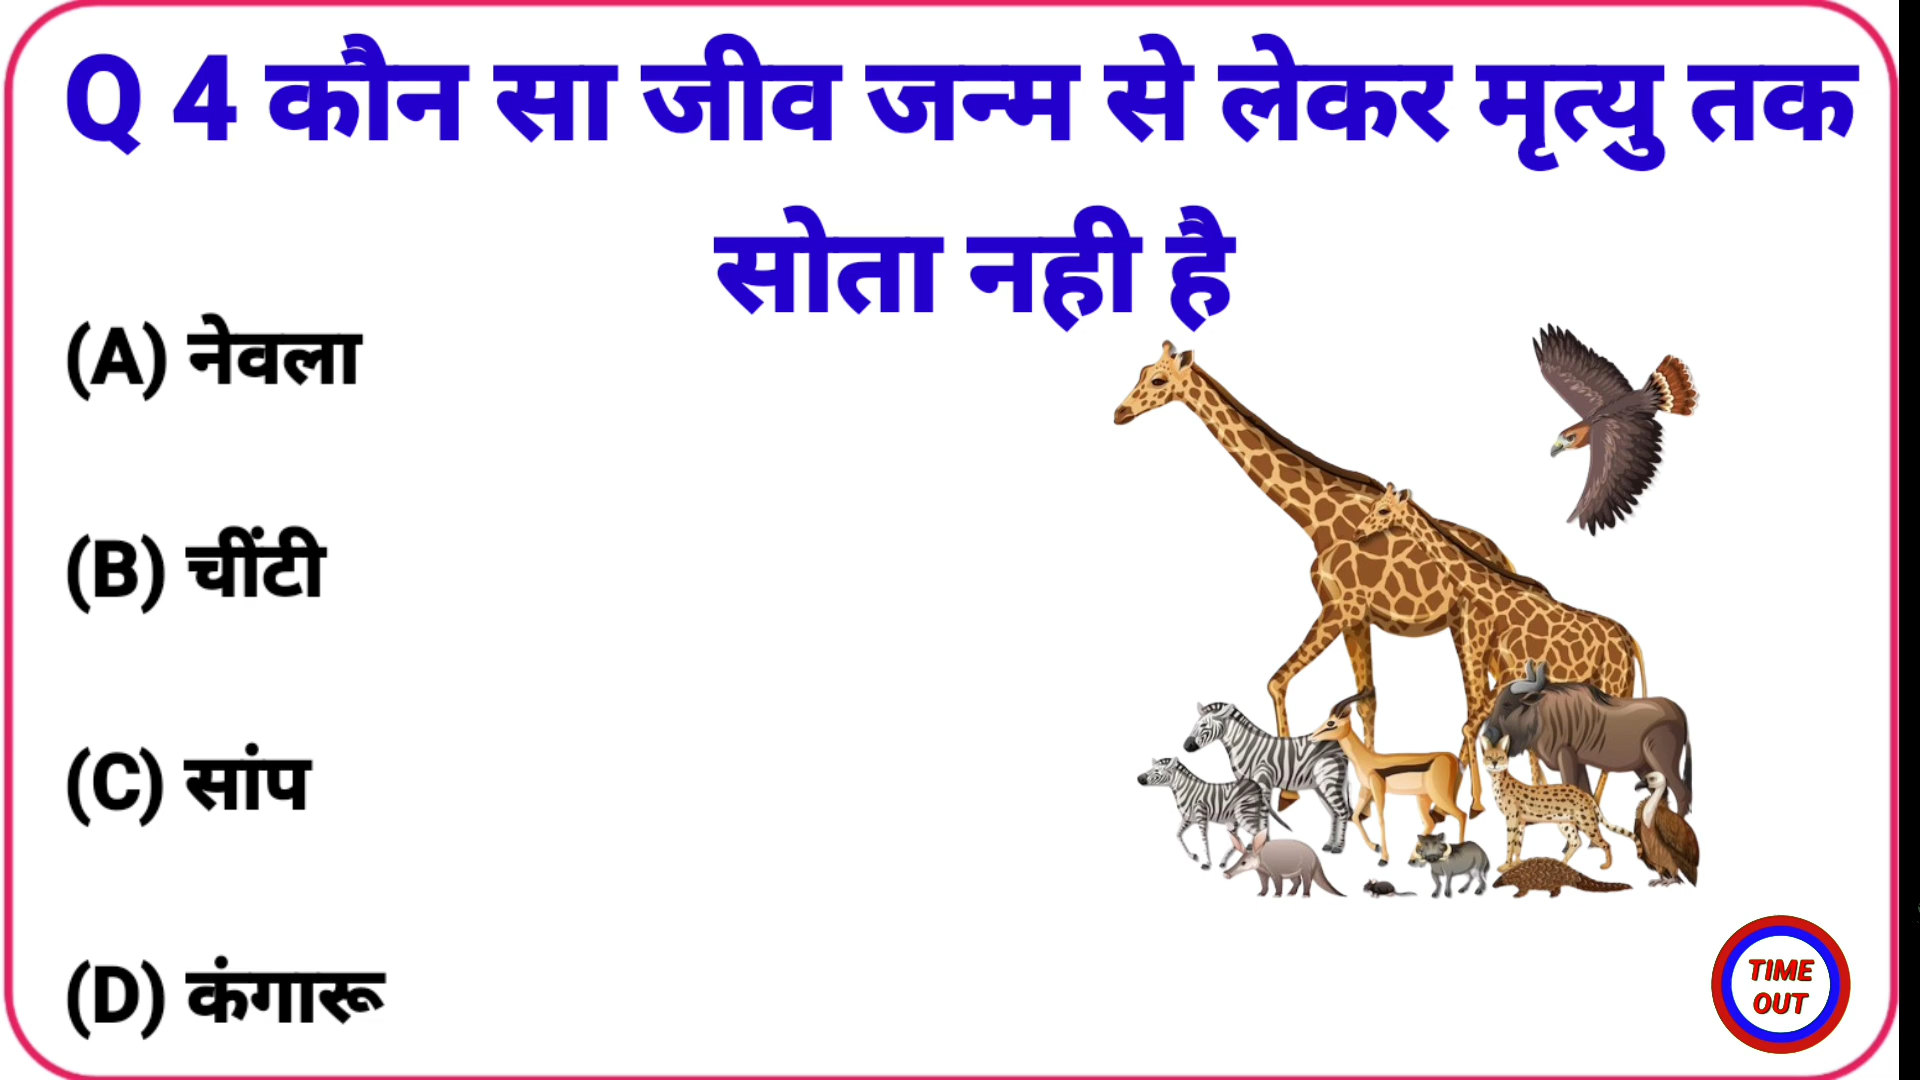 Q 4 कौन सा जीव जन्म से लेकर मृत्यु तक
सोता नही है
(A) नेवला
(B) चींटी
(C) सांप
(D) कंगारू
TIME
OUT